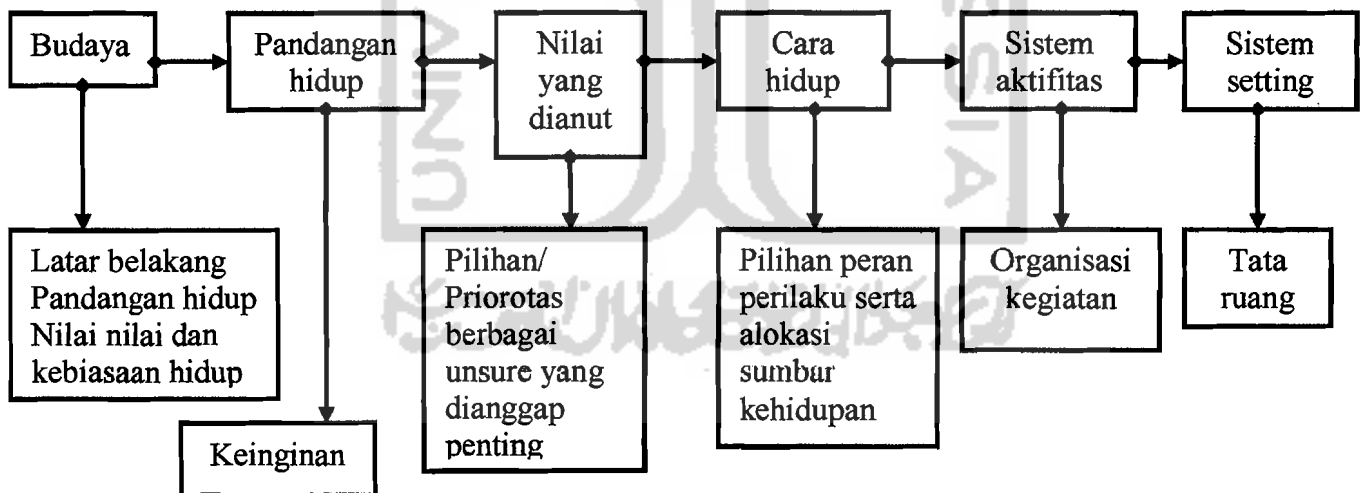 Budaya
Pandangan
hidup
Nilai
yang
dianut
Cara
hidup
Sistem
aktifitas
Sistem
setting
Latar belakang
Pandangan hidup
Nilai nilai dan
kebiasaan hidup
Keinginan
Pilihan/
Priorotas
berbagai
unsure yang
dianggap
penting
Pilihan peran
perilaku serta
alokasi
sumbar
kehidupan
Organisasi
kegiatan
Tata
ruang